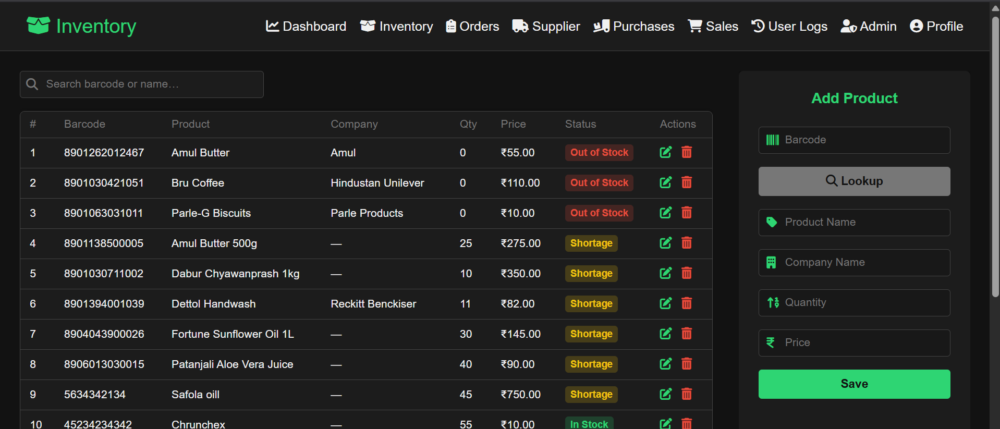 Inventory
Dashboard Inventory Orders Supplier Purchases Sales User Logs Admin Profile
Search barcode or name…
# Barcode Product Company Qty Price Status Actions
1 8901262012467 Amul Butter Amul 0 ₹55.00 Out of Stock
2 8901030421051 Bru Coffee Hindustan Unilever 0 ₹110.00 Out of Stock
3 8901063031011 Parle-G Biscuits Parle Products 0 ₹10.00 Out of Stock
4 8901138500005 Amul Butter 500g — 25 ₹275.00 Shortage
5 8901030711002 Dabur Chyawanprash 1kg — 10 ₹350.00 Shortage
6 8901394001039 Dettol Handwash Reckitt Benckiser 11 ₹82.00 Shortage
7 8904043900026 Fortune Sunflower Oil 1L — 30 ₹145.00 Shortage
8 8906013030015 Patanjali Aloe Vera Juice — 40 ₹90.00 Shortage
9 5634342134 Safola oill — 45 ₹750.00 Shortage
10 45234234342 Chrunchex — 55 ₹10.00 In Stock
Add Product
Barcode
Lookup
Product Name
Company Name
Quantity
Price
Save